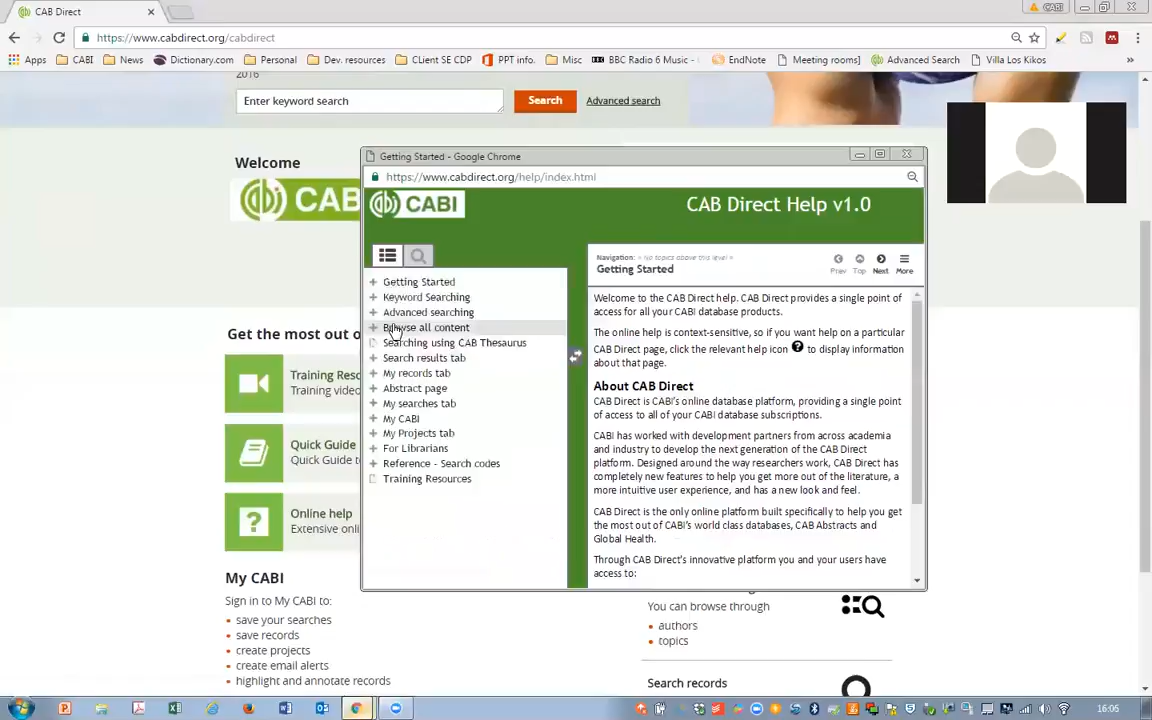 CAB Direct
CABI
https://www.cabdirect.org/cabdirect
Apps
CABI
News
Dictionary.com
Personal
Dev. resources
Client SE CDP
PPT info.
Misc
BBC Radio 6 Music -
EndNote
Meeting rooms]
Advanced Search
Villa Los Kikos
»
2016
Enter keyword search
Search
Advanced search
Welcome
CAB
Getting Started - Google Chrome
https://www.cabdirect.org/help/index.html
CABI
CAB Direct Help v1.0
Getting Started
Keyword Searching
Advanced searching
Browse all content
Searching using CAB Thesaurus
Search results tab
My records tab
Abstract page
My searches tab
My CABI
My Projects tab
For Librarians
Reference - Search codes
Training Resources
Navigation: « No topics above this level »
Getting Started
Prev Top Next More
Welcome to the CAB Direct help. CAB Direct provides a single point of
access for all your CABI database products.
The online help is context-sensitive, so if you want help on a particular
CAB Direct page, click the relevant help icon ? to display information
about that page.
About CAB Direct
CAB Direct is CABI's online database platform, providing a single point
of access to all of your CABI database subscriptions.
CABI has worked with development partners from across academia
and industry to develop the next generation of the CAB Direct
platform. Designed around the way researchers work, CAB Direct has
completely new features to help you get more out of the literature, a
more intuitive user experience, and has a new look and feel.
CAB Direct is the only online platform built specifically to help you get
the most out of CABI's world class databases, CAB Abstracts and
Global Health.
Through CAB Direct's innovative platform you and your users have
access to:
Get the most out o
Training Reso
Training video
Quick Guide
Quick Guide to
?
Online help
Extensive onli
My CABI
Sign in to My CABI to:
save your searches
save records
create projects
create email alerts
highlight and annotate records
You can browse through
authors
topics
Search records
16:05